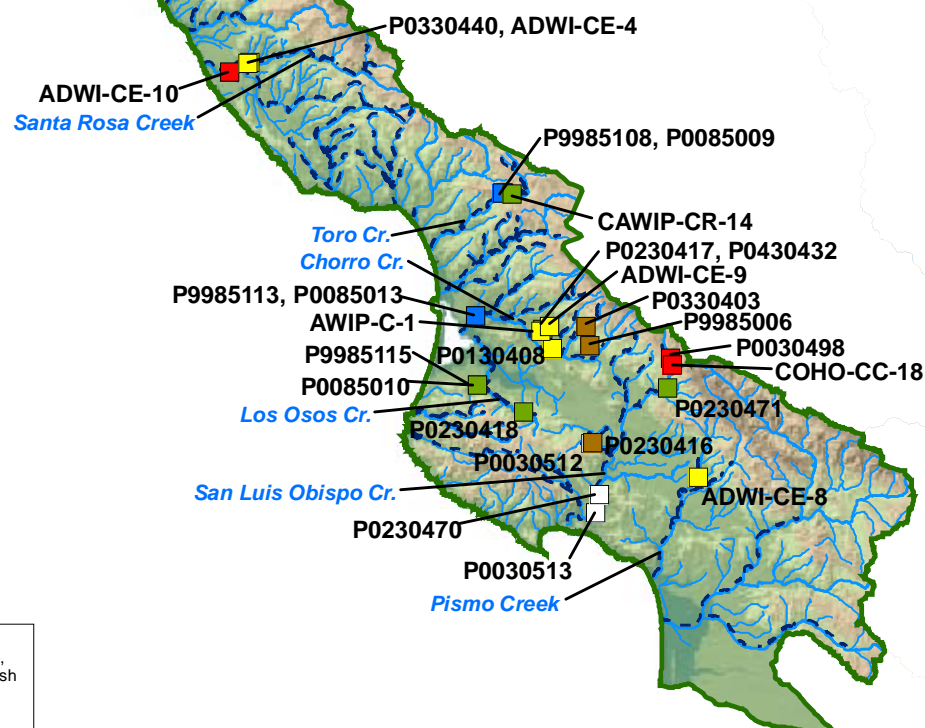 P0330440, ADWI-CE-4
ADWI-CE-10
Santa Rosa Creek
P9985108, P0085009
CAWIP-CR-14
Toro Cr.
P0230417, P0430432
Chorro Cr.
ADWI-CE-9
P9985113, P0085013
P0330403
AWIP-C-1
P9985006
P9985115
P0130408
P0030498
COHO-CC-18
P0085010
P0230471
Los Osos Cr.
P0230418
P0230416
P0030512
San Luis Obispo Cr.
ADWI-CE-8
P0230470
P0030513
Pismo Creek
,
sh